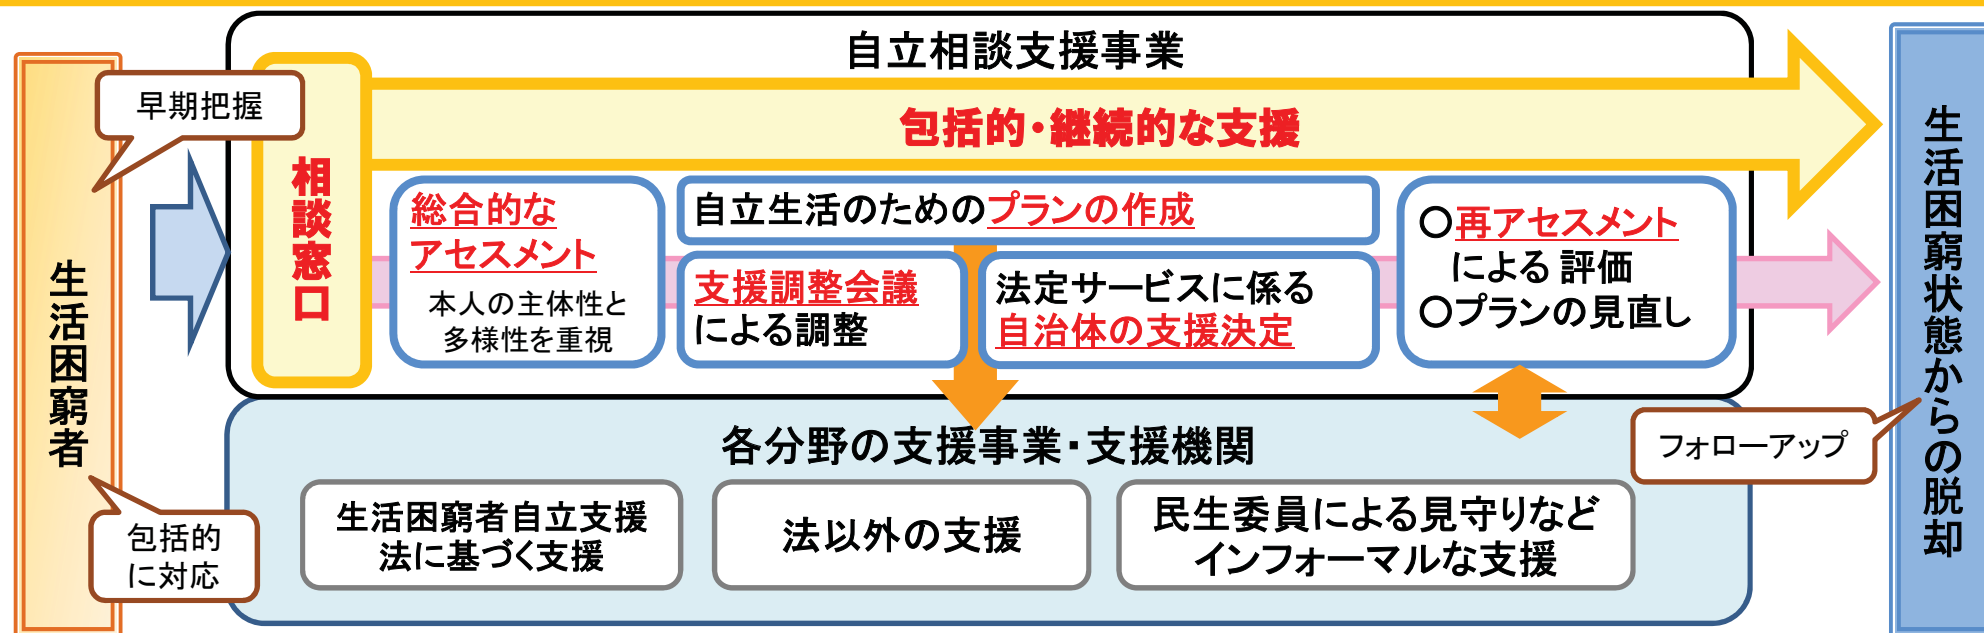 自立相談支援事業
早期把握
包括的・継続的な支援
生活困窮者
相談窓口
総合的な
アセスメント
本人の主体性と
多様性を重視
自立生活のためのプランの作成
支援調整会議
による調整
法定サービスに係る
自治体の支援決定
○再アセスメント
による 評価
○プランの見直し
生活困窮状態からの脱却
各分野の支援事業・支援機関
フォローアップ
包括的
に対応
生活困窮者自立支援
法に基づく支援
法以外の支援
民生委員による見守りなど
インフォーマルな支援